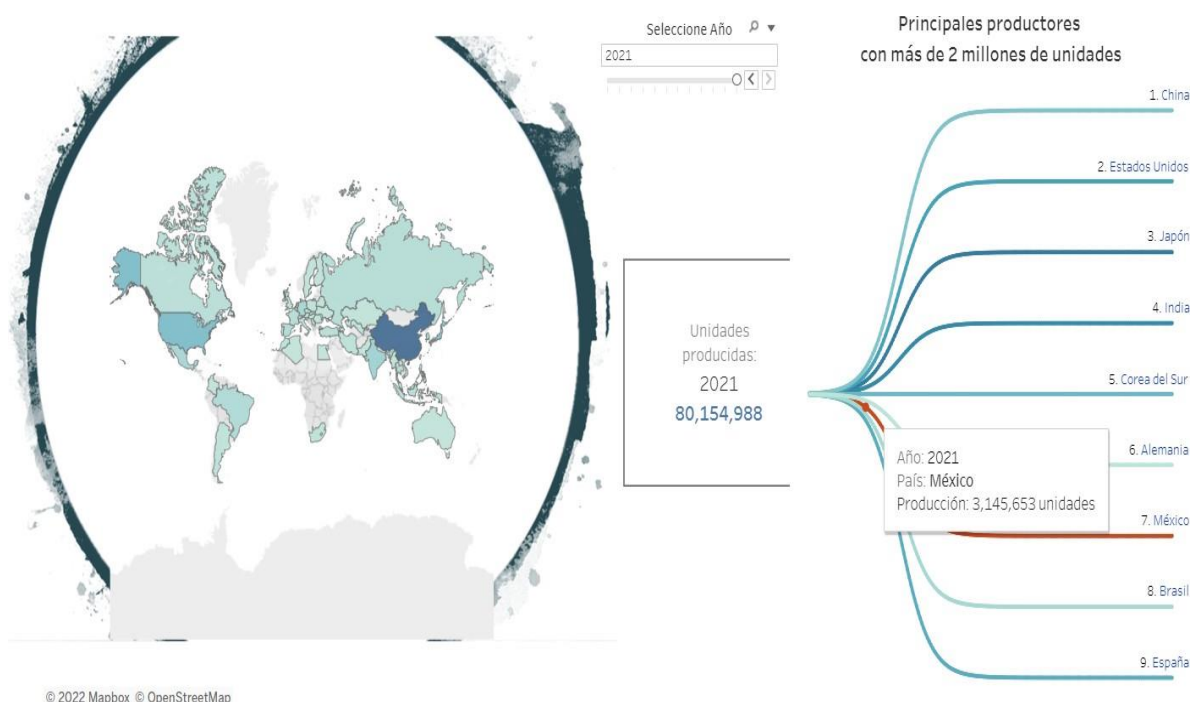 Seleccione Año
2021
Principales productores
con más de 2 millones de unidades
Unidades
producidas:
2021
80,154,988
1. China
2. Estados Unidos
3. Japón
4. India
5. Corea del Sur
6. Alemania
7. México
8. Brasil
9. España
Año: 2021
País: México
Producción: 3,145,653 unidades
© 2022 Mapbox © OpenStreetMap